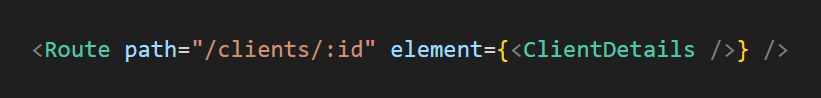 <Route path="/clients/:id" element={<ClientDetails />} />